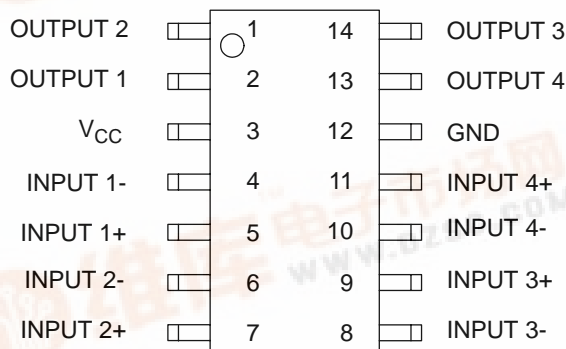 OUTPUT 2 1 14 OUTPUT 3
OUTPUT 1 2 13 OUTPUT 4
VCC 3 12 GND
INPUT 1- 4 11 INPUT 4+
INPUT 1+ 5 10 INPUT 4-
INPUT 2- 6 9 INPUT 3+
INPUT 2+ 7 8 INPUT 3-